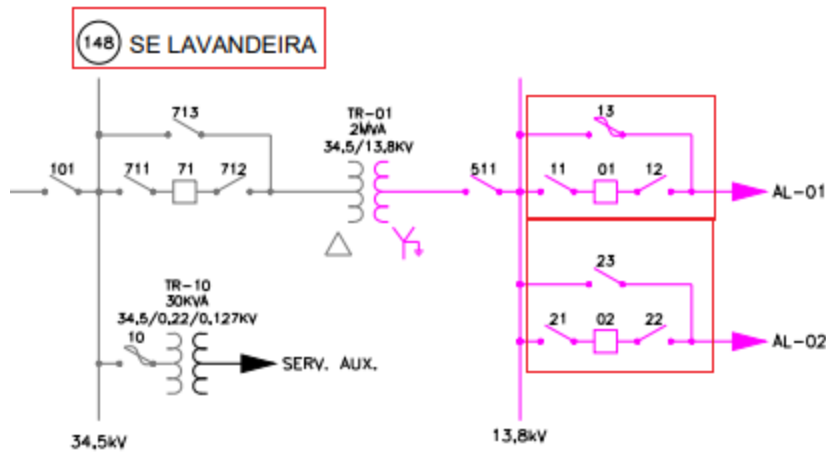 148 SE LAVANDEIRA
713
TR-01
2MVA
34.5/13,8KV
13
101
711
71
712
511
11
01
12
AL-01
23
TR-10
30KVA
34.5/0,22/0,127KV
10
21
02
22
SERV. AUX.
AL-02
34,5kV
13,8kV